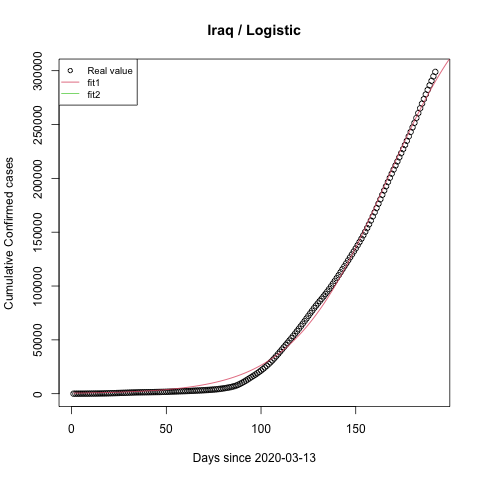 Iraq / Logistic
Real value
fit1
fit2
Cumulative Confirmed cases
300000
250000
200000
150000
100000
50000
0
0
50
100
150
Days since 2020-03-13